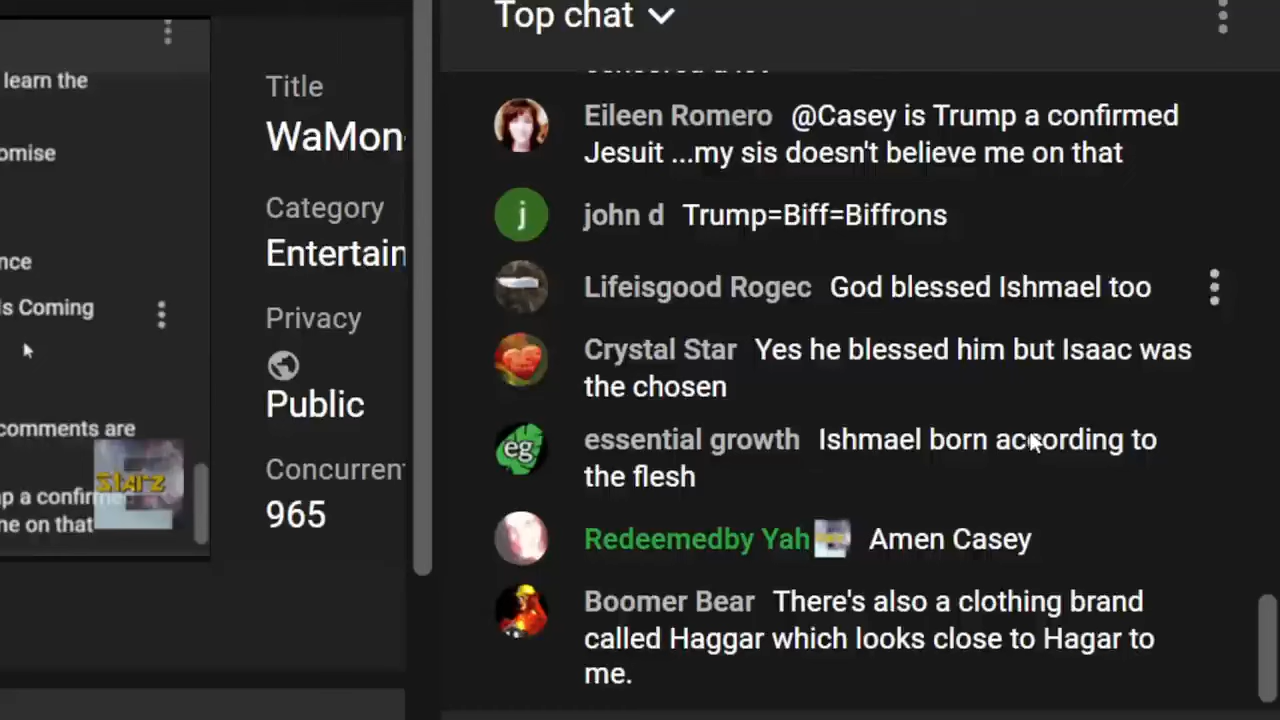 learn the
omise
nce
Is Coming
comments are
Starz
ne on that
Title
WaMon
Category
Entertain
Privacy
Public
Concurren
965
Top chat
Eileen Romero @Casey is Trump a confirmed
Jesuit ...my sis doesn't believe me on that
j
john d Trump=Biff=Biffrons
Lifeisgood Rogec God blessed Ishmael too
Crystal Star Yes he blessed him but Isaac was
the chosen
eg
essential growth Ishmael born according to
the flesh
Redeemedby Yah Amen Casey
Boomer Bear There's also a clothing brand
called Haggar which looks close to Hagar to
me.